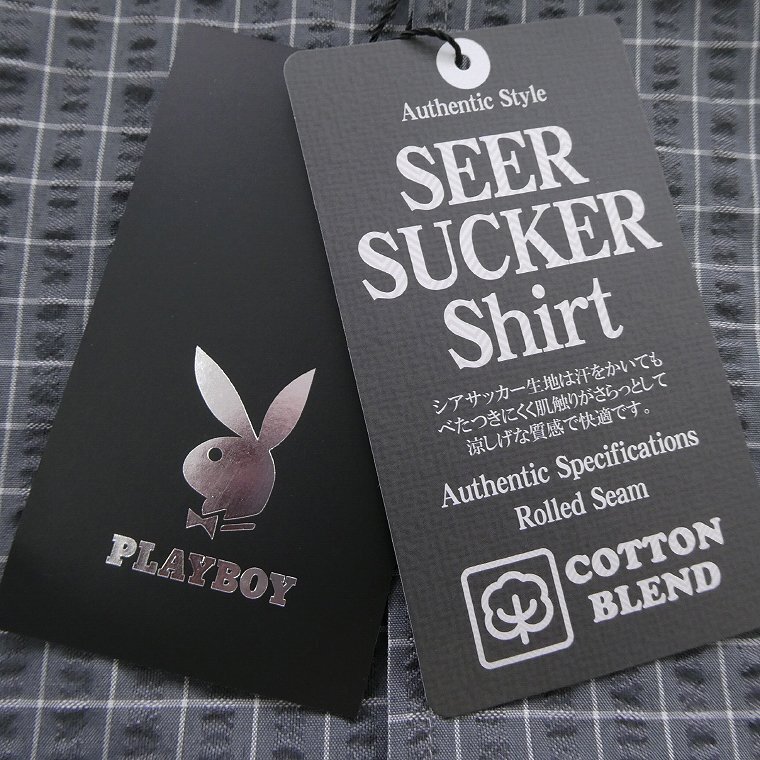 PLAYBOY
Authentic Style
SEER
SUCKER
Shirt
シアサッカー生地は汗をかいても
べたつきにくく肌触りがさらっとして
涼しげな質感で快適です。
Authentic Specifications
Rolled Seam
COTTON
BLEND